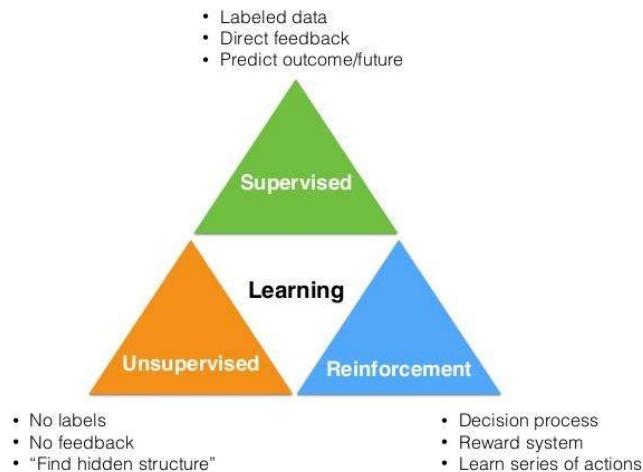 • Labeled data
• Direct feedback
• Predict outcome/future
Supervised
Learning
Unsupervised
Reinforcement
• No labels
• No feedback
• “Find hidden structure”
• Decision process
• Reward system
• Learn series of actions